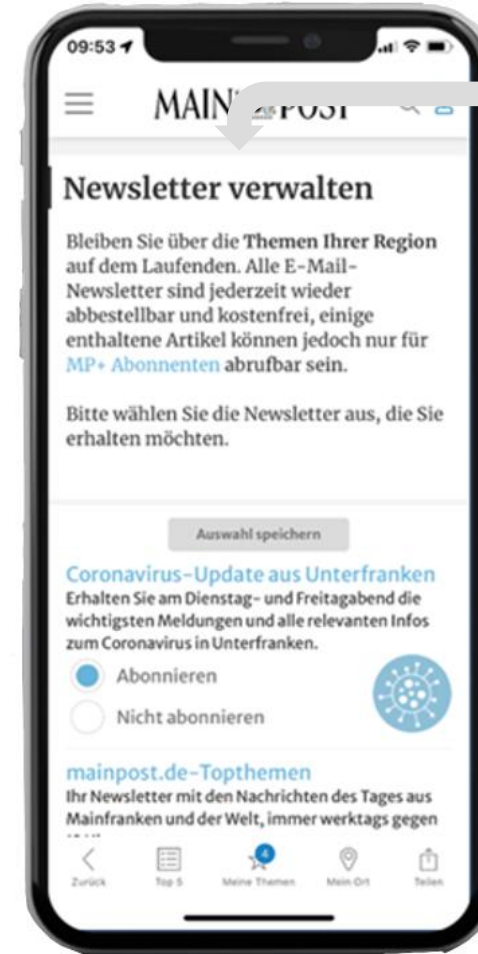 09:53
MAIN POST
Newsletter verwalten
Bleiben Sie über die Themen Ihrer Region
auf dem Laufenden. Alle E-Mail-
Newsletter sind jederzeit wieder
abbestellbar und kostenfrei, einige
enthaltene Artikel können jedoch nur für
MP+ Abonnenten abrufbar sein.
Bitte wählen Sie die Newsletter aus, die Sie
erhalten möchten.
Auswahl speichern
Coronavirus-Update aus Unterfranken
Erhalten Sie am Dienstag- und Freitagabend die
wichtigsten Meldungen und alle relevanten Infos
zum Coronavirus in Unterfranken.
Abonnieren
Nicht abonnieren
mainpost.de-Topthemen
Ihr Newsletter mit den Nachrichten des Tages aus
Mainfranken und der Welt, immer werktags gegen
4
Zurück Top 5 Meine Themen Mein Ort Teilen